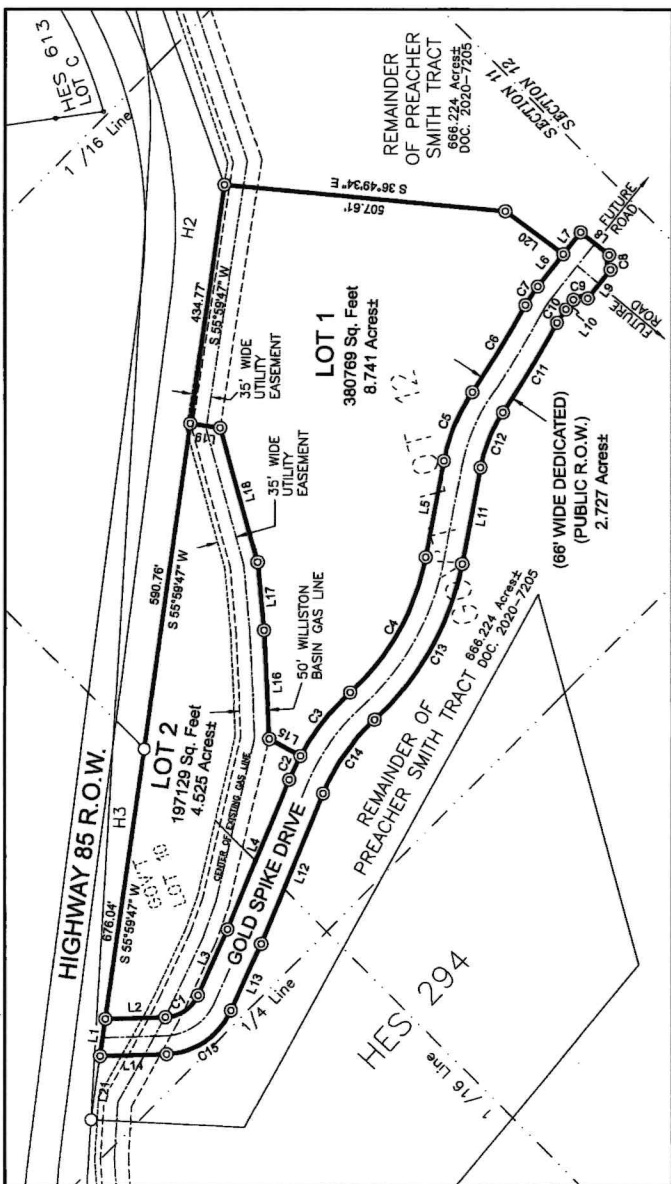 HES 613
LOT C
1 /16 Line
HIGHWAY 85 R.O.W.
H2
H3
REMAINDER
OF PREACHER
SMITH TRACT
666.224 Acres±
DOC. 2020-7205
SECTION 11
SECTION 12
S 36°49'34" E
507.61'
434.77'
S 55°59'47" W
35' WIDE
UTILITY
EASEMENT
LOT 1
380769 Sq. Feet
8.741 Acres±
590.76'
S 55°59'47" W
L19
L18
35' WIDE
UTILITY
EASEMENT
L17
L16
50' WILLISTON
BASIN GAS LINE
L15
LOT 2
197129 Sq. Feet
4.525 Acres±
676.04'
S 55°59'47" W
GOV'T
LOT 10
CENTER OF EXISTING GAS LINE
L1
L2
L21
L14
C1
L3
L4
C2
C3
C4
L5
C5
C6
C7
L6
L20
L7
L8
C8
L9
C9
L10
C10
C11
C12
L11
C13
C14
L12
L13
C15
FUTURE
ROAD
FUTURE
ROAD
GOV'T LOT 12
GOLD SPIKE DRIVE
(66' WIDE DEDICATED)
(PUBLIC R.O.W.)
2.727 Acres±
REMAINDER OF
PREACHER SMITH TRACT
666.224 Acres±
DOC. 2020-7205
1/4 Line
HES 294
1 /16 Line